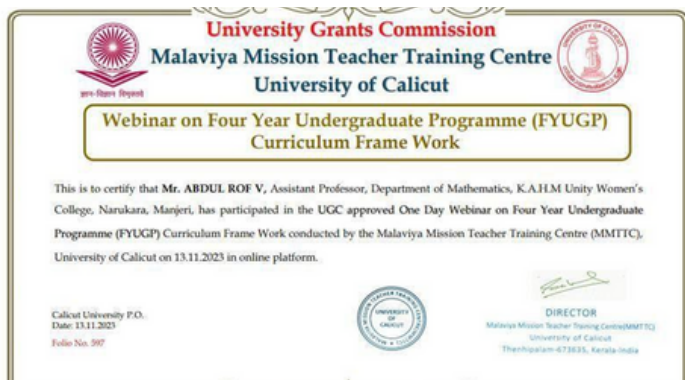 University Grants Commission
Malaviya Mission Teacher Training Centre
University of Calicut
ज्ञान-विज्ञान विमुक्तये
UNIVERSITY OF CALICUT
Webinar on Four Year Undergraduate Programme (FYUGP)
Curriculum Frame Work
This is to certify that Mr. ABDUL ROF V, Assistant Professor, Department of Mathematics, K.A.H.M Unity Women's
College, Narukara, Manjeri, has participated in the UGC approved One Day Webinar on Four Year Undergraduate
Programme (FYUGP) Curriculum Frame Work conducted by the Malaviya Mission Teacher Training Centre (MMTTC),
University of Calicut on 13.11.2023 in online platform.
Calicut University P.O.
Date: 13.11.2023
Folio No. 597
UNIVERSITY
OF
CALICUT
DIRECTOR
Malaviya Mission Teacher Training Centre(MMTTC)
University of Calicut
Thenhipalam-673635, Kerala-India